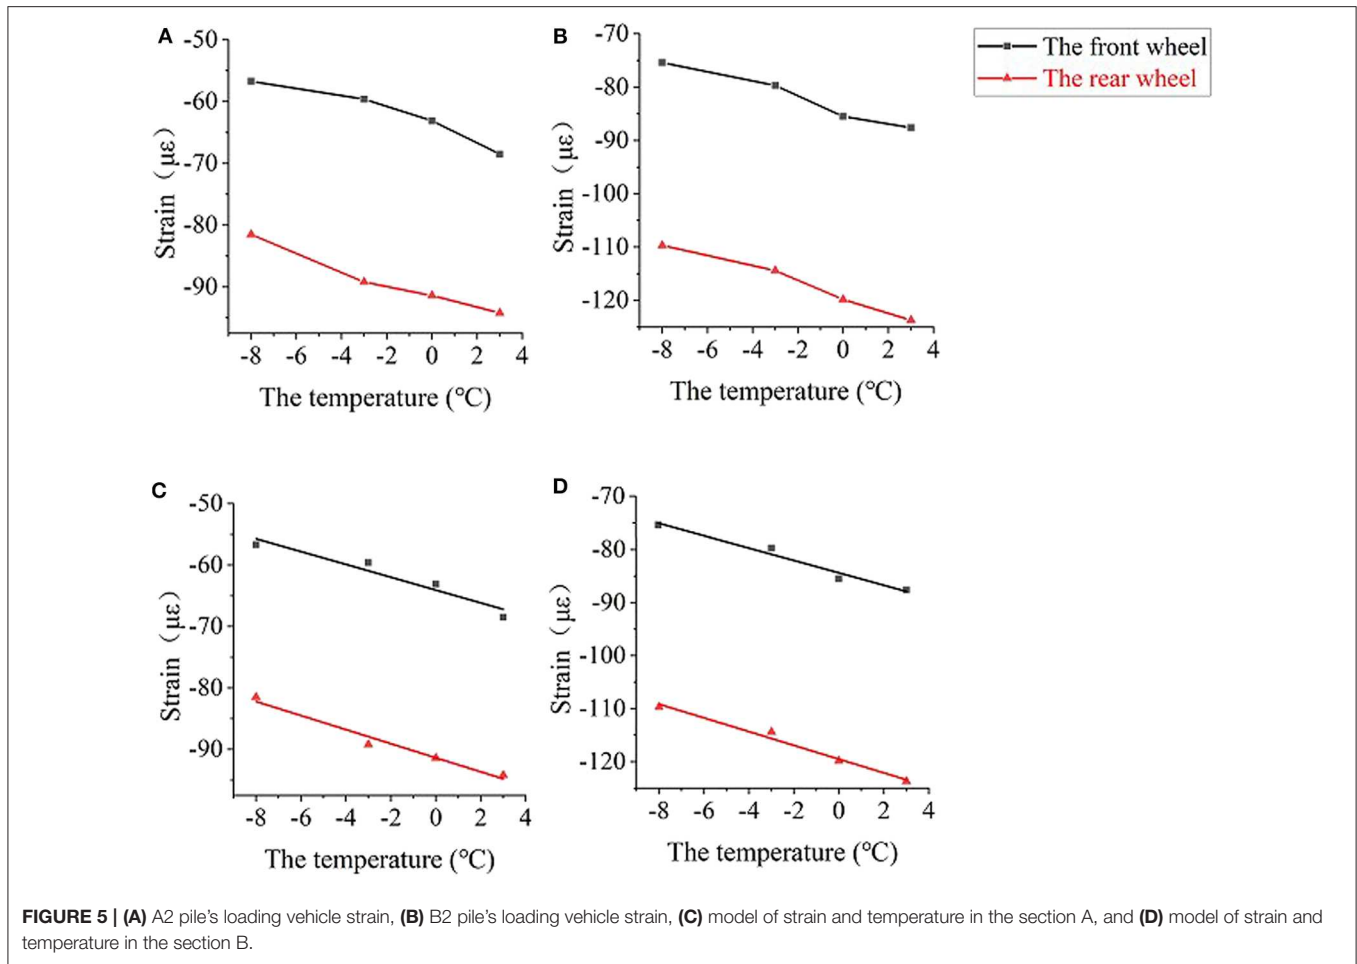 A
-50
-60
-70
-80
-90
Strain (με)
-8 -6 -4 -2 0 2 4
The temperature (℃)
B
-70
-80
-90
-100
-110
-120
Strain (με)
-8 -6 -4 -2 0 2 4
The temperature (℃)
The front wheel
The rear wheel
C
-50
-60
-70
-80
-90
Strain (με)
-8 -6 -4 -2 0 2 4
The temperature (℃)
D
-70
-80
-90
-100
-110
-120
Strain (με)
-8 -6 -4 -2 0 2 4
The temperature (℃)
FIGURE 5 | (A) A2 pile's loading vehicle strain, (B) B2 pile's loading vehicle strain, (C) model of strain and temperature in the section A, and (D) model of strain and
temperature in the section B.